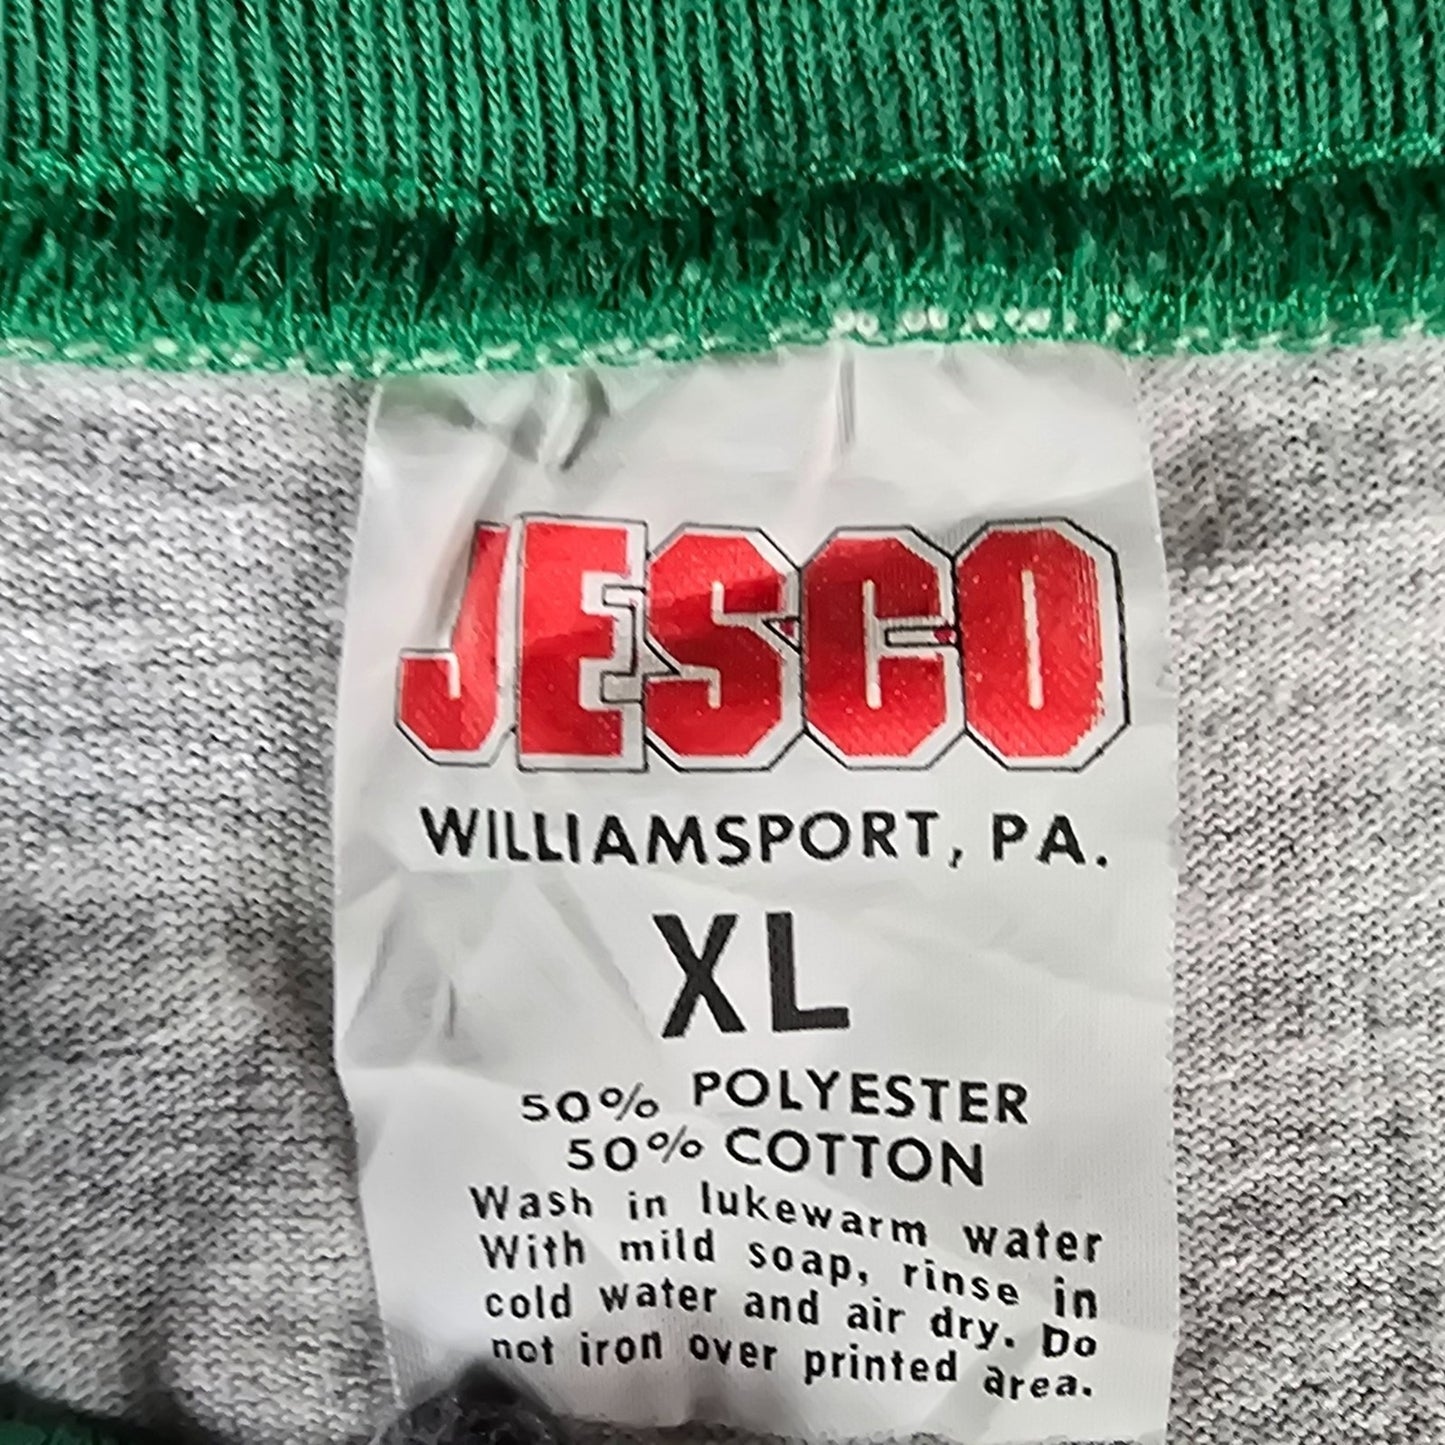 JESCO
WILLIAMSPORT, PA.
XL
50% POLYESTER
50% COTTON
Wash in lukewarm water
With mild soap, rinse in
cold water and air dry. Do
not iron over printed area.